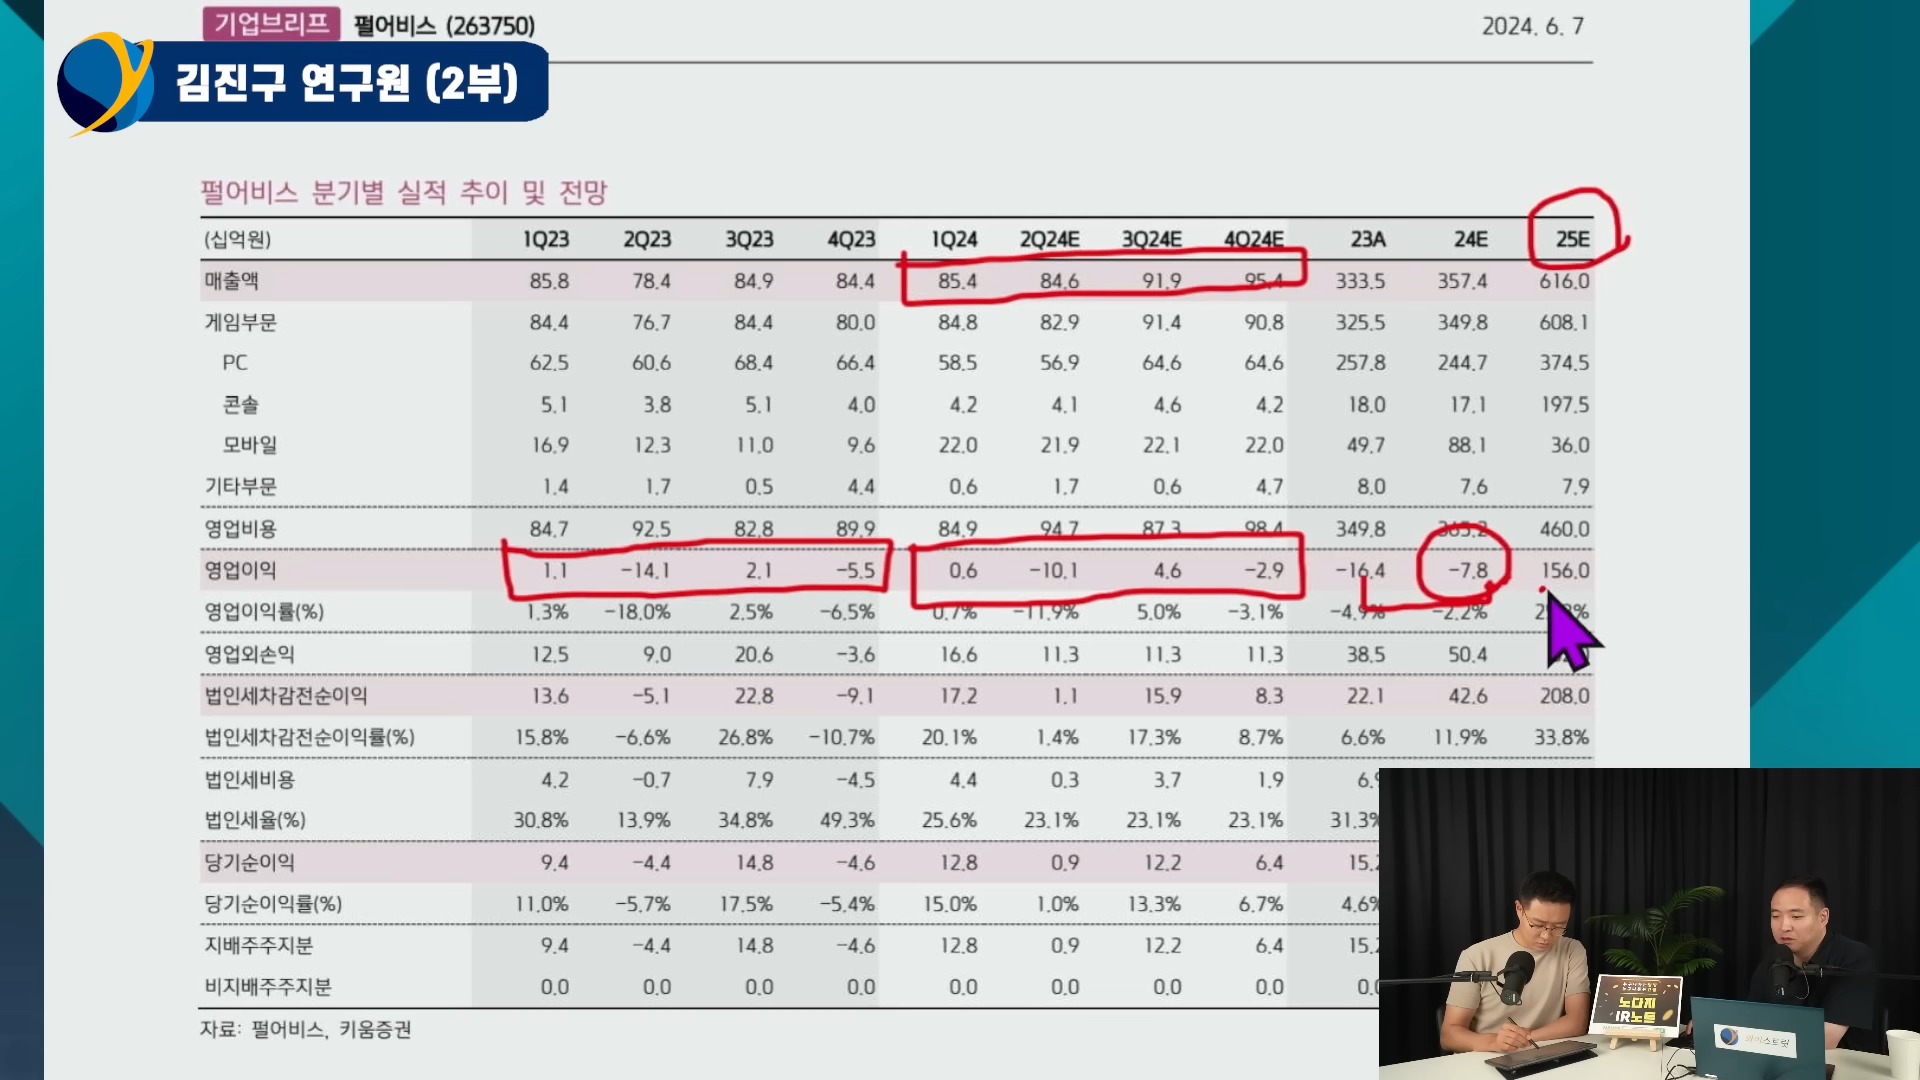 기업브리프 펄어비스 (263750) 2024. 6. 7
김진구 연구원 (2부)
펄어비스 분기별 실적 추이 및 전망
(십억원) 1Q23 2Q23 3Q23 4Q23 1Q24 2Q24E 3Q24E 4Q24E 23A 24E 25E
매출액 85.8 78.4 84.9 84.4 85.4 84.6 91.9 95.4 333.5 357.4 616.0
게임부문 84.4 76.7 84.4 80.0 84.8 82.9 91.4 90.8 325.5 349.8 608.1
PC 62.5 60.6 68.4 66.4 58.5 56.9 64.6 64.6 257.8 244.7 374.5
콘솔 5.1 3.8 5.1 4.0 4.2 4.1 4.6 4.2 18.0 17.1 197.5
모바일 16.9 12.3 11.0 9.6 22.0 21.9 22.1 22.0 49.7 88.1 36.0
기타부문 1.4 1.7 0.5 4.4 0.6 1.7 0.6 4.7 8.0 7.6 7.9
영업비용 84.7 92.5 82.8 89.9 84.9 94.7 87.3 98.4 349.8 365.2 460.0
영업이익 1.1 -14.1 2.1 -5.5 0.6 -10.1 4.6 -2.9 -16.4 -7.8 156.0
영업이익률(%) 1.3% -18.0% 2.5% -6.5% 0.7% -11.9% 5.0% -3.1% -4.9% -2.2%
영업외손익 12.5 9.0 20.6 -3.6 16.6 11.3 11.3 11.3 38.5 50.4
법인세차감전순이익 13.6 -5.1 22.8 -9.1 17.2 1.1 15.9 8.3 22.1 42.6 208.0
법인세차감전순이익률(%) 15.8% -6.6% 26.8% -10.7% 20.1% 1.4% 17.3% 8.7% 6.6% 11.9% 33.8%
법인세비용 4.2 -0.7 7.9 -4.5 4.4 0.3 3.7 1.9
법인세율(%) 30.8% 13.9% 34.8% 49.3% 25.6% 23.1% 23.1% 23.1% 31.3%
당기순이익 9.4 -4.4 14.8 -4.6 12.8 0.9 12.2 6.4
당기순이익률(%) 11.0% -5.7% 17.5% -5.4% 15.0% 1.0% 13.3% 6.7% 4.6%
지배주주지분 9.4 -4.4 14.8 -4.6 12.8 0.9 12.2 6.4
비지배주주지분 0.0 0.0 0.0 0.0 0.0 0.0 0.0 0.0
자료: 펄어비스, 키움증권
노다지
IR노트